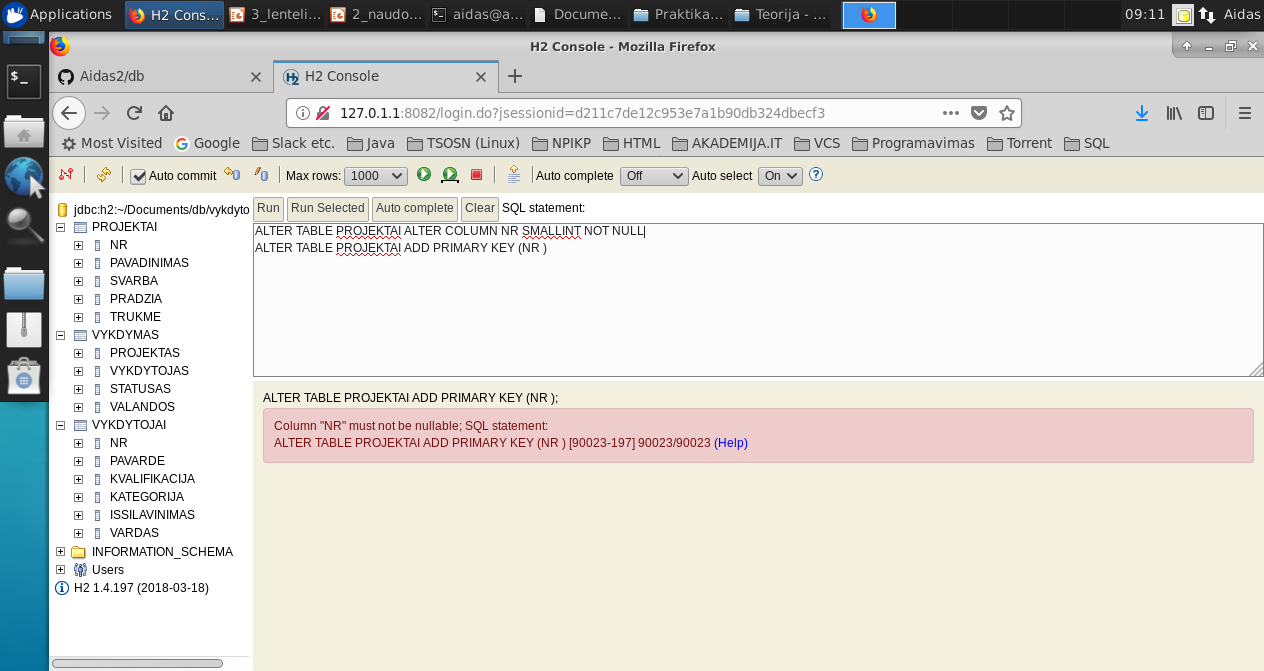 Applications
H2 Cons...
3_lenteli...
2_naudo...
aidas@a...
Docume...
Praktika...
Teorija - ...
09:11
Aidas
H2 Console - Mozilla Firefox
Aidas2/db
H2 Console
127.0.1.1:8082/login.do?jsessionid=d211c7de12c953e7a1b90db324dbecf3
Most Visited
Google
Slack etc.
Java
TSOSN (Linux)
NPIKP
HTML
AKADEMIJA.IT
VCS
Programavimas
Torrent
SQL
Auto commit
Max rows: 1000
Auto complete Off
Auto select On
jdbc:h2:~/Documents/db/vykdyto
PROJEKTAI
NR
PAVADINIMAS
SVARBA
PRADZIA
TRUKME
VYKDYMAS
PROJEKTAS
VYKDYTOJAS
STATUSAS
VALANDOS
VYKDYTOJAI
NR
PAVARDE
KVALIFIKACIJA
KATEGORIJA
ISSILAVINIMAS
VARDAS
INFORMATION_SCHEMA
Users
H2 1.4.197 (2018-03-18)
Run
Run Selected
Auto complete
Clear
SQL statement:
ALTER TABLE PROJEKTAI ALTER COLUMN NR SMALLINT NOT NULL
ALTER TABLE PROJEKTAI ADD PRIMARY KEY (NR )
ALTER TABLE PROJEKTAI ADD PRIMARY KEY (NR );
Column "NR" must not be nullable; SQL statement:
ALTER TABLE PROJEKTAI ADD PRIMARY KEY (NR ) [90023-197] 90023/90023 (Help)